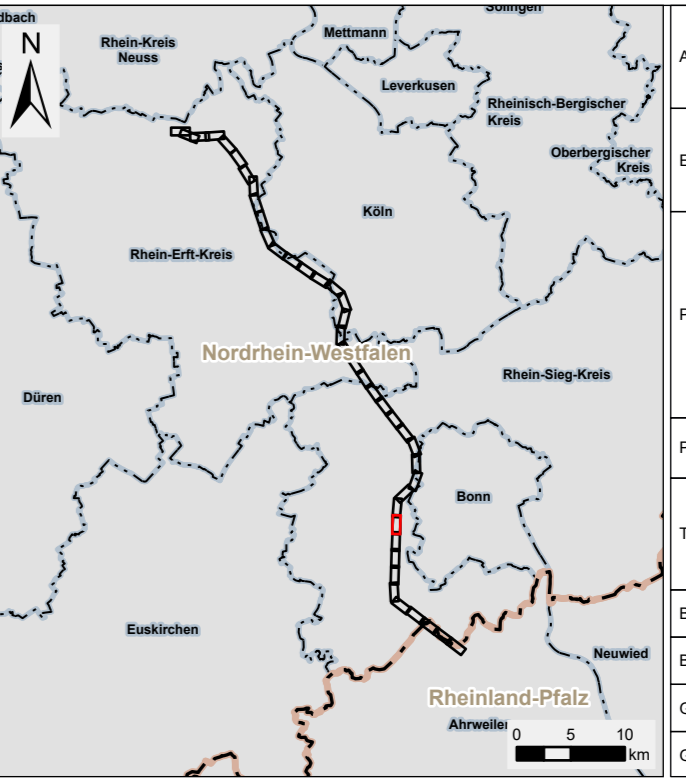 dbach
Solingen
Mettmann
Rhein-Kreis
Neuss
N
Leverkusen
Rheinisch-Bergischer
Kreis
Oberbergischer
Kreis
Köln
Rhein-Erft-Kreis
Nordrhein-Westfalen
Rhein-Sieg-Kreis
Düren
Bonn
Euskirchen
Neuwied
Rheinland-Pfalz
Ahrweiler
0 5 10
km